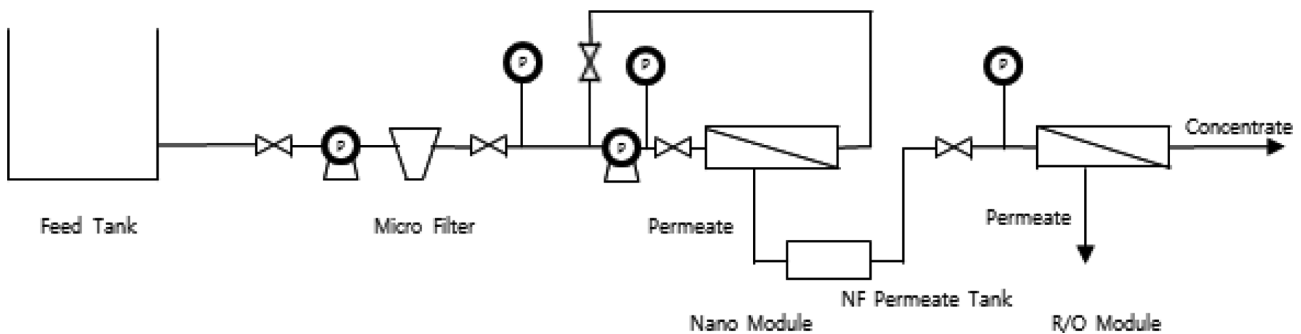 P
P
P
P
P
Concentrate
Feed Tank
Micro Filter
Permeate
Permeate
NF Permeate Tank
Nano Module
R/O Module